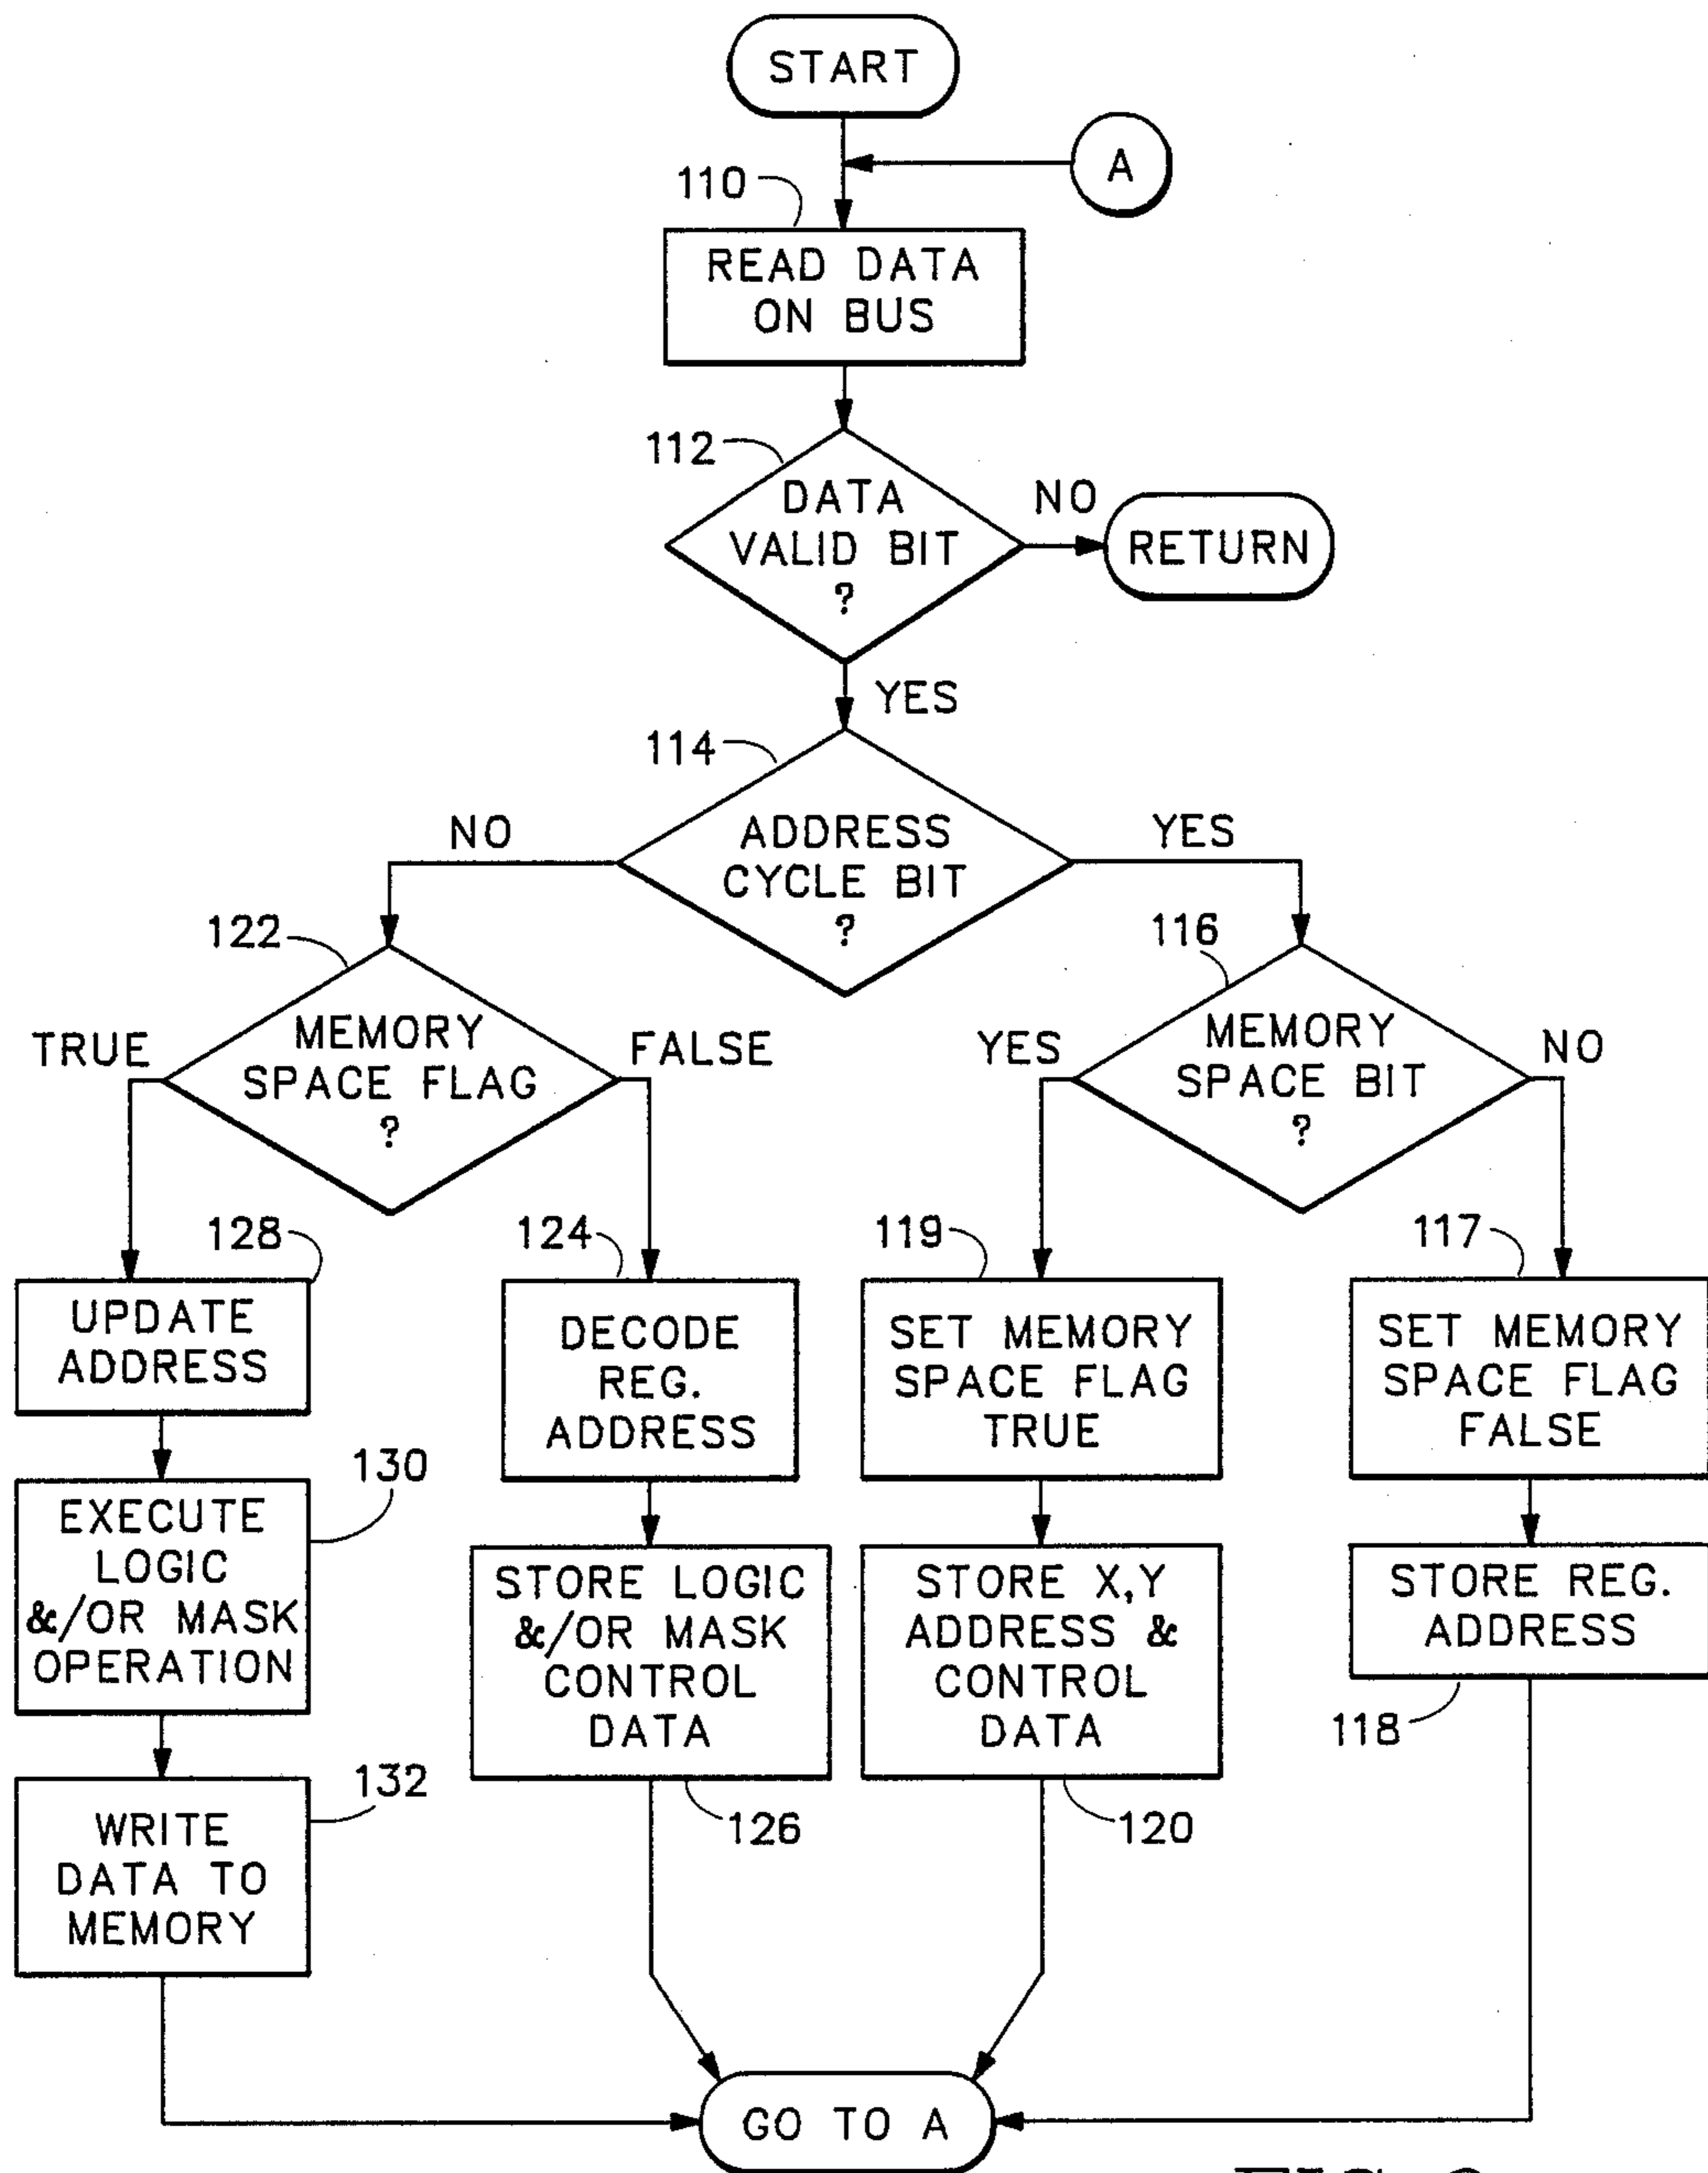 START
A
110
READ DATA
ON BUS
112
DATA
VALID BIT
?
NO
RETURN
YES
114
ADDRESS
CYCLE BIT
?
NO
YES
122
MEMORY
SPACE FLAG
?
TRUE
FALSE
116
MEMORY
SPACE BIT
?
YES
NO
128
UPDATE
ADDRESS
124
DECODE
REG.
ADDRESS
119
SET MEMORY
SPACE FLAG
TRUE
117
SET MEMORY
SPACE FLAG
FALSE
130
EXECUTE
LOGIC
&/OR MASK
OPERATION
STORE LOGIC
&/OR MASK
CONTROL
DATA
126
STORE X,Y
ADDRESS &
CONTROL
DATA
120
STORE REG.
ADDRESS
118
132
WRITE
DATA TO
MEMORY
GO TO A